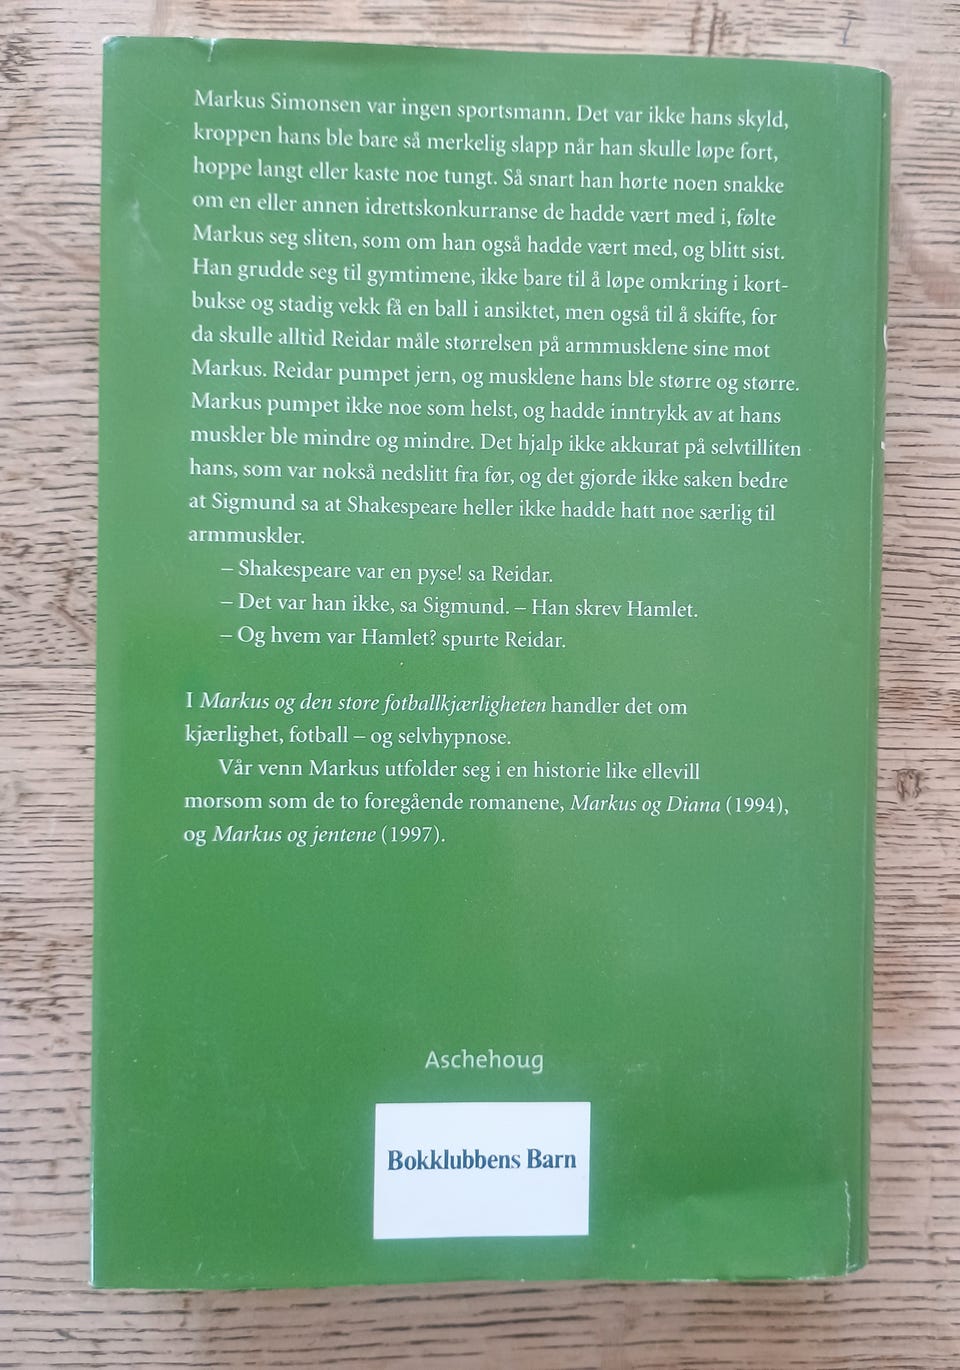 Markus Simonsen var ingen sportsmann. Det var ikke hans skyld,
kroppen hans ble bare så merkelig slapp når han skulle løpe fort,
hoppe langt eller kaste noe tungt. Så snart han hørte noen snakke
om en eller annen idrettskonkurranse de hadde vært med i, følte
Markus seg sliten, som om han også hadde vært med, og blitt sist.
Han grudde seg til gymtimene, ikke bare til å løpe omkring i kort-
bukse og stadig vekk få en ball i ansiktet, men også til å skifte, for
da skulle alltid Reidar måle størrelsen på armmusklene sine mot
Markus. Reidar pumpet jern, og musklene hans ble større og større.
Markus pumpet ikke noe som helst, og hadde inntrykk av at hans
muskler ble mindre og mindre. Det hjalp ikke akkurat på selvtilliten
hans, som var nokså nedslitt fra før, og det gjorde ikke saken bedre
at Sigmund sa at Shakespeare heller ikke hadde hatt noe særlig til
armmuskler.
– Shakespeare var en pyse! sa Reidar.
– Det var han ikke, sa Sigmund. – Han skrev Hamlet.
– Og hvem var Hamlet? spurte Reidar.
I Markus og den store fotballkjærligheten handler det om
kjærlighet, fotball – og selvhypnose.
Vår venn Markus utfolder seg i en historie like ellevill
morsom som de to foregående romanene, Markus og Diana (1994),
og Markus og jentene (1997).
Aschehoug
Bokklubbens Barn